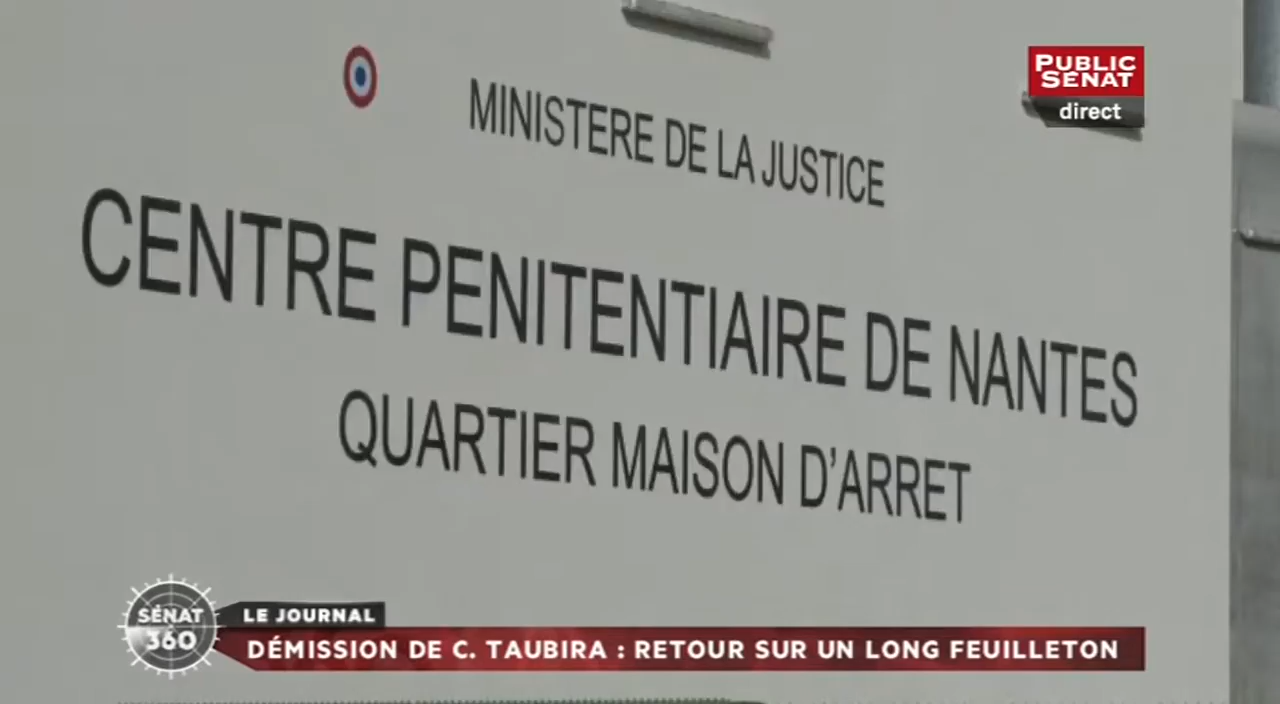 PUBLIC
SÉNAT
direct
MINISTERE DE LA JUSTICE
CENTRE PENITENTIAIRE DE NANTES
QUARTIER MAISON D'ARRET
SÉNAT
360
LE JOURNAL
DÉMISSION DE C. TAUBIRA : RETOUR SUR UN LONG FEUILLETON